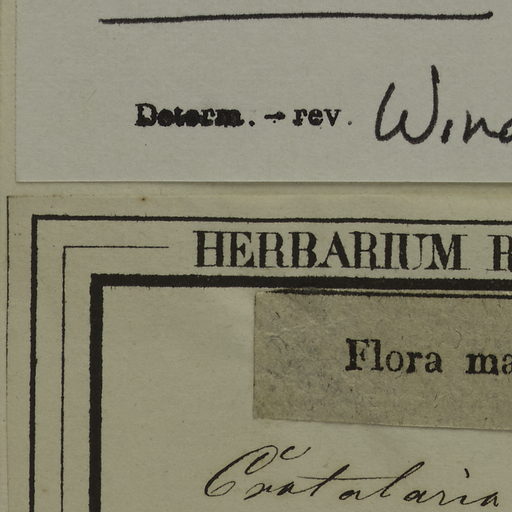 Determ. - rev. Wind
HERBARIUM R
Flora ma
Crotalaria